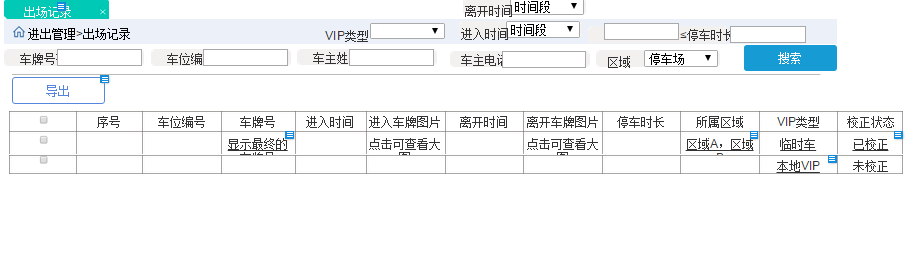 出场记录 ×
离开时间 时间段
进出管理>出场记录
VIP类型
进入时间 时间段
≤停车时长
车牌号
车位编
车主姓
车主电话
区域 停车场
搜索
导出
序号 车位编号 车牌号 进入时间 进入车牌图片 离开时间 离开车牌图片 停车时长 所属区域 VIP类型 校正状态
显示最终的 点击可查看大 点击可查看大 区域A，区域 临时车 已校正
车牌号 图 图 B
本地VIP 未校正